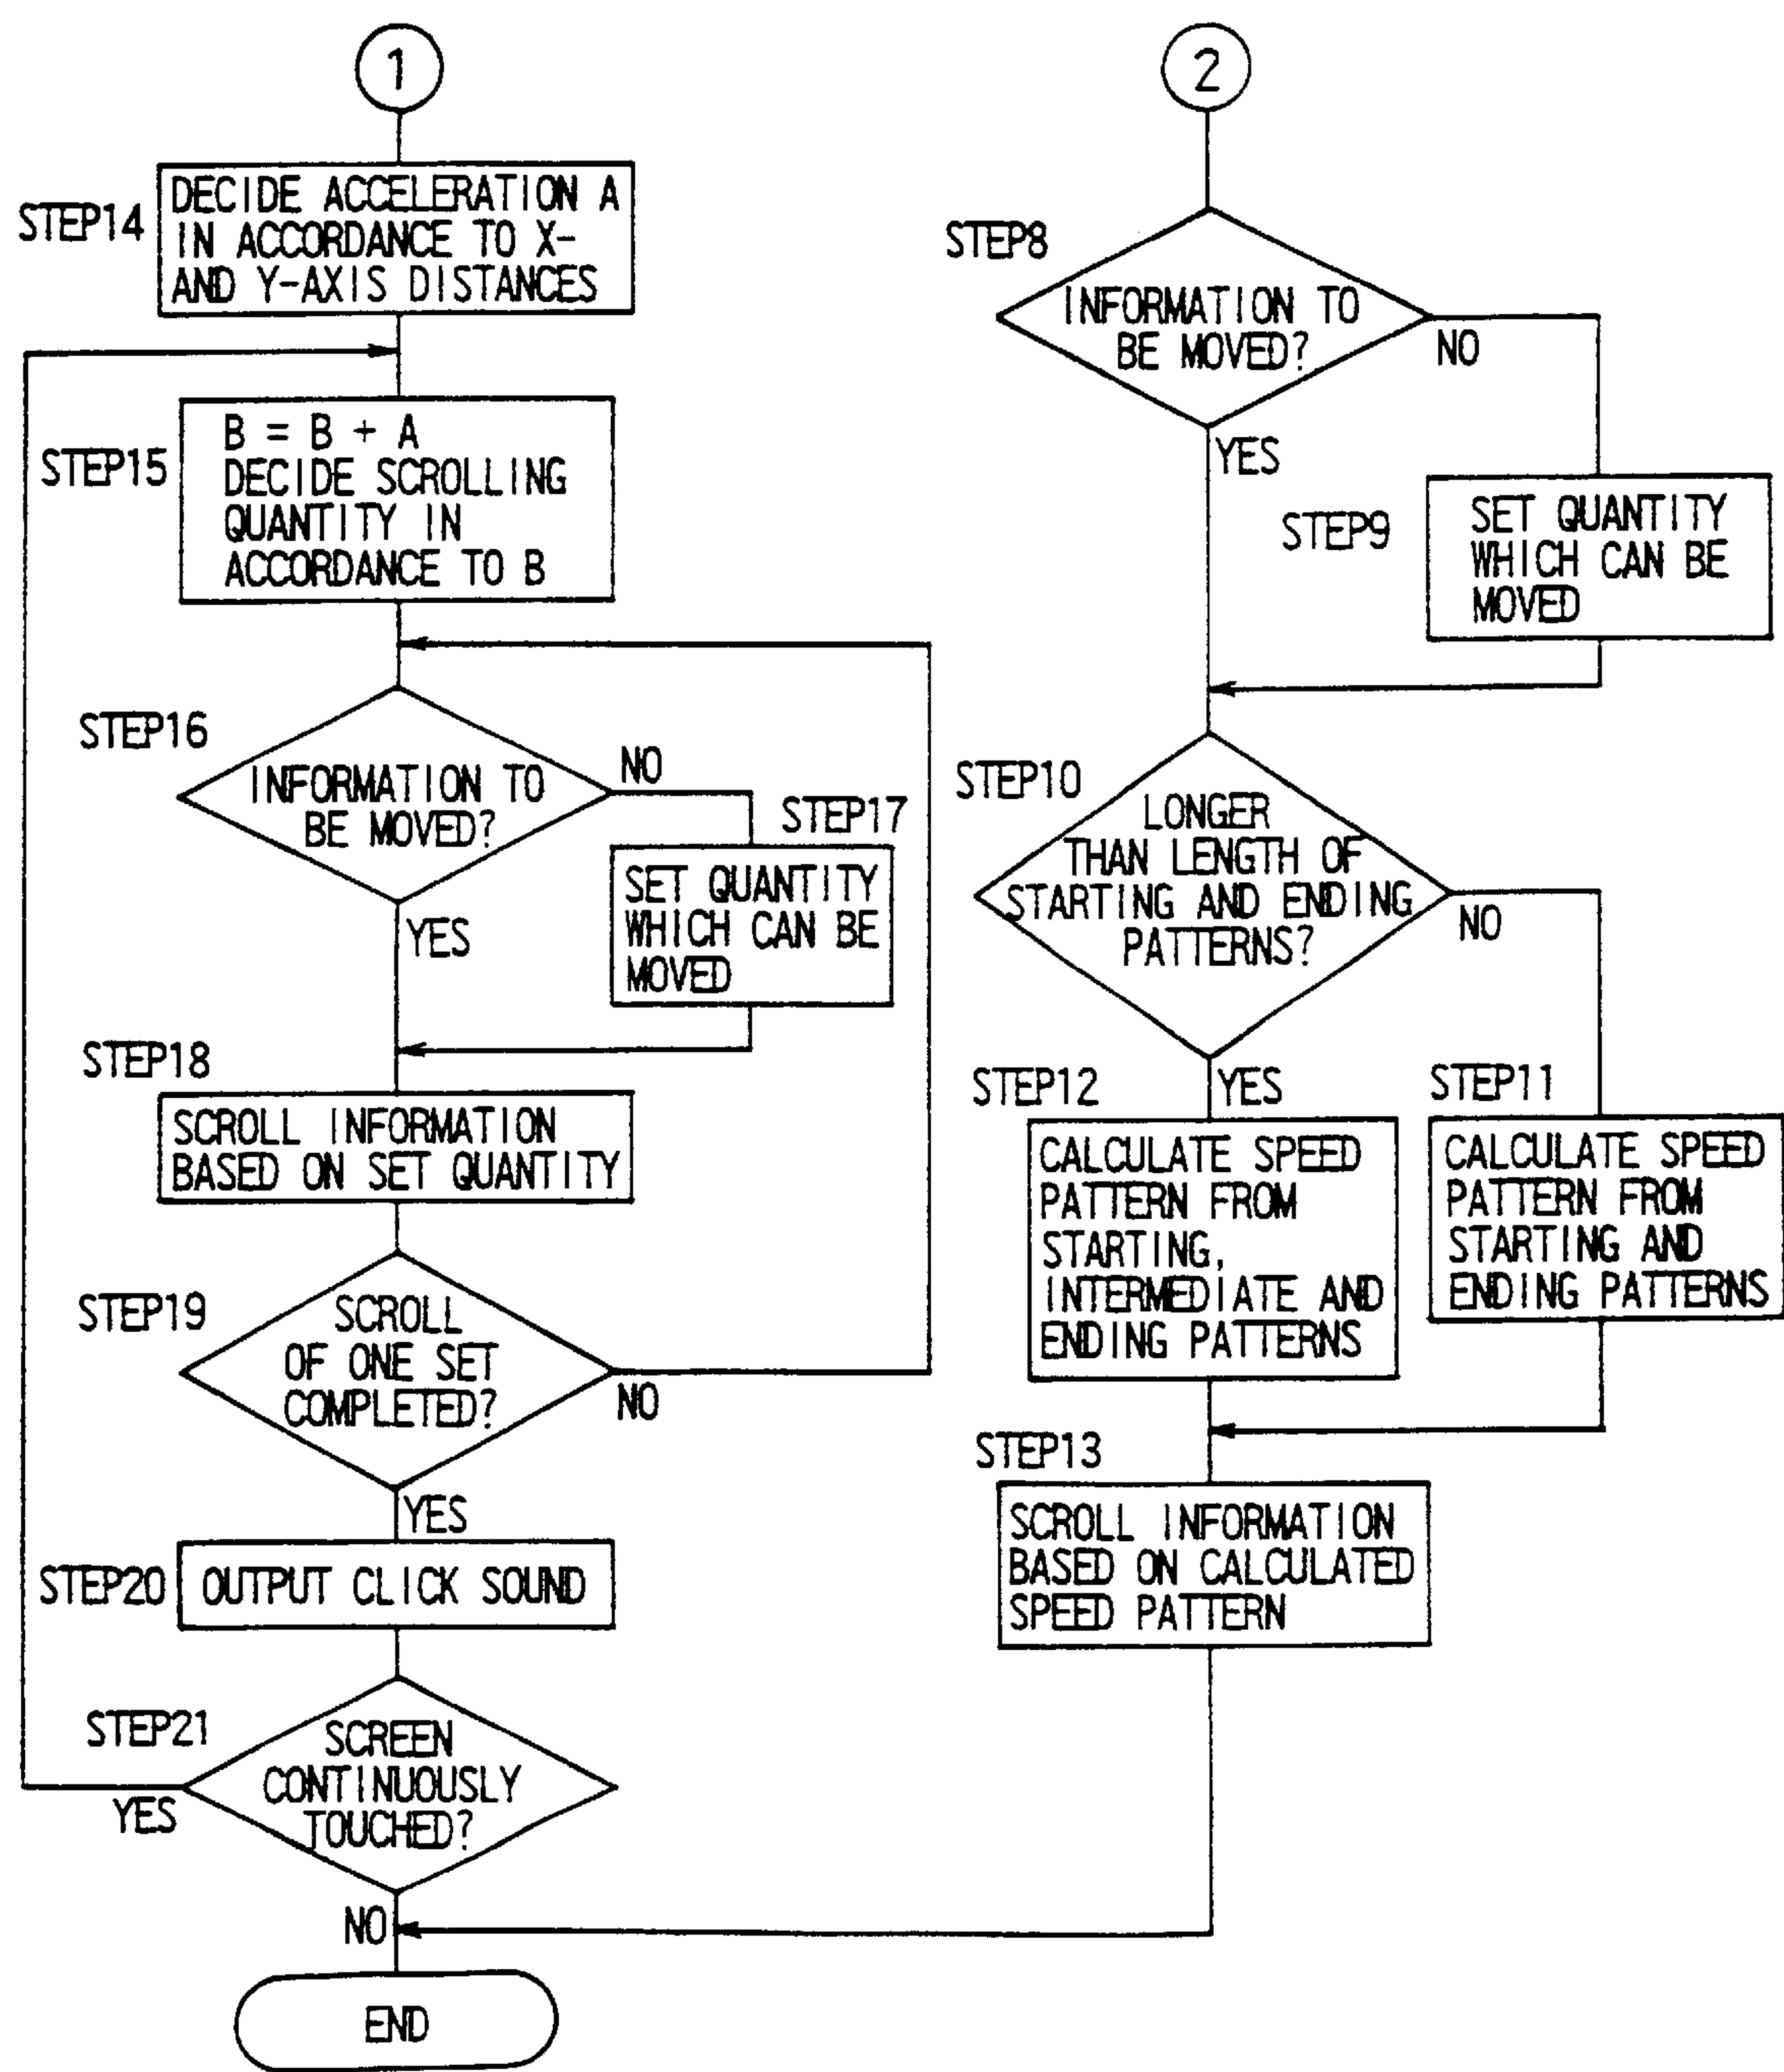 1
STEP14
DECIDE ACCELERATION A
IN ACCORDANCE TO X-
AND Y-AXIS DISTANCES
STEP15
B = B + A
DECIDE SCROLLING
QUANTITY IN
ACCORDANCE TO B
STEP16
INFORMATION TO
BE MOVED?
NO
YES
STEP17
SET QUANTITY
WHICH CAN BE
MOVED
STEP18
SCROLL INFORMATION
BASED ON SET QUANTITY
STEP19
SCROLL
OF ONE SET
COMPLETED?
NO
YES
STEP20
OUTPUT CLICK SOUND
STEP21
SCREEN
CONTINUOUSLY
TOUCHED?
YES
NO
END
2
STEP8
INFORMATION TO
BE MOVED?
NO
YES
STEP9
SET QUANTITY
WHICH CAN BE
MOVED
STEP10
LONGER
THAN LENGTH OF
STARTING AND ENDING
PATTERNS?
NO
YES
STEP12
CALCULATE SPEED
PATTERN FROM
STARTING,
INTERMEDIATE AND
ENDING PATTERNS
STEP11
CALCULATE SPEED
PATTERN FROM
STARTING AND
ENDING PATTERNS
STEP13
SCROLL INFORMATION
BASED ON CALCULATED
SPEED PATTERN